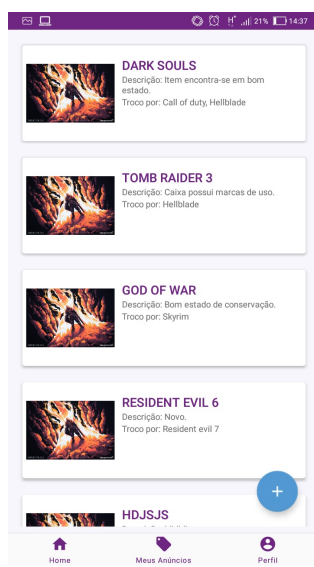 21% 14:37
DARK SOULS
Descrição: Item encontra-se em bom
estado.
Troco por: Call of duty, Hellblade
TOMB RAIDER 3
Descrição: Caixa possui marcas de uso.
Troco por: Hellblade
GOD OF WAR
Descrição: Bom estado de conservação.
Troco por: Skyrim
RESIDENT EVIL 6
Descrição: Novo.
Troco por: Resident evil 7
HDJSJS
Home Meus Anúncios Perfil